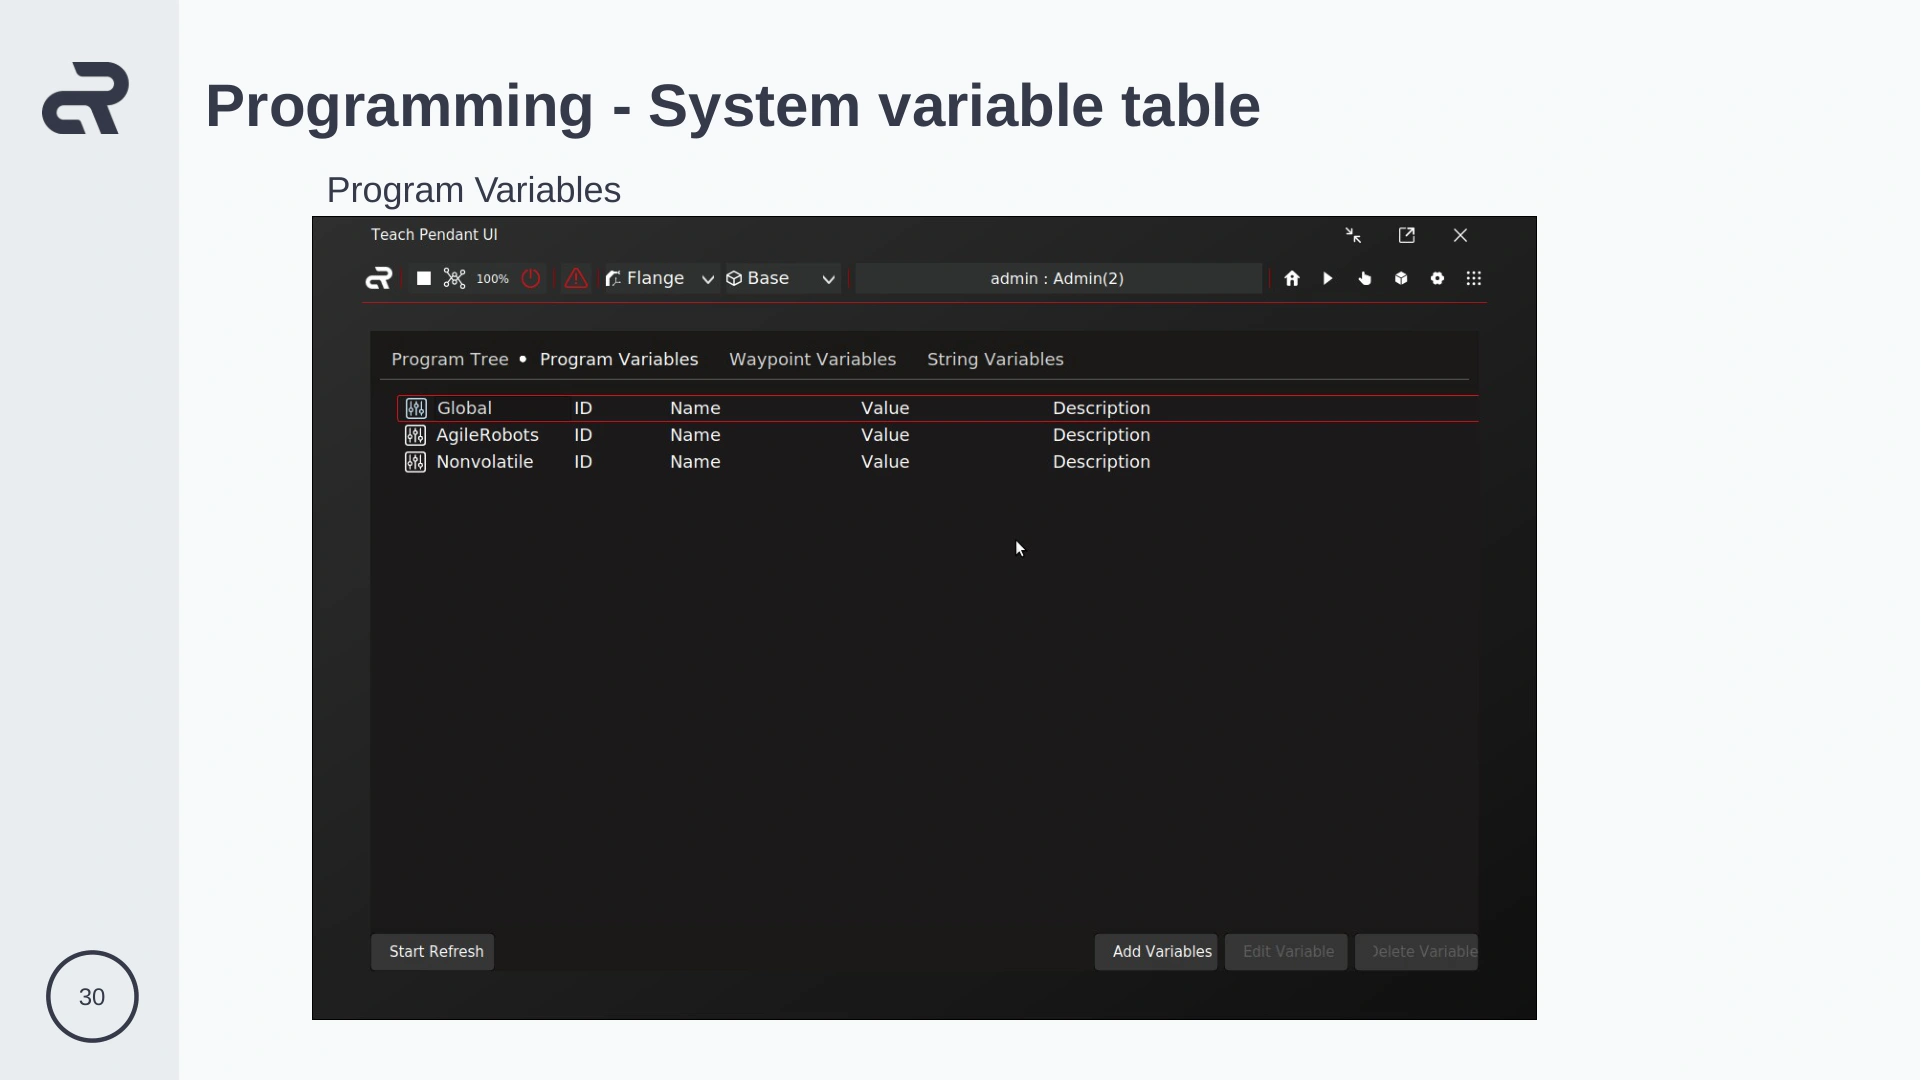 Programming - System variable table
Program Variables
Teach Pendant UI
100%
Flange
Base
admin : Admin(2)
Program Tree • Program Variables Waypoint Variables String Variables
Global ID Name Value Description
AgileRobots ID Name Value Description
Nonvolatile ID Name Value Description
Start Refresh
Add Variables
Edit Variable
Delete Variable
30